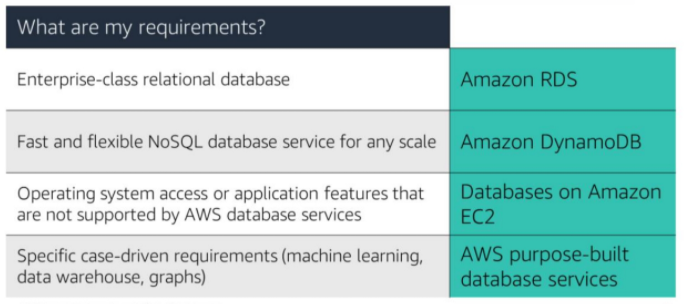 What are my requirements?
Enterprise-class relational database
Amazon RDS
Fast and flexible NoSQL database service for any scale
Amazon DynamoDB
Operating system access or application features that
are not supported by AWS database services
Databases on Amazon
EC2
Specific case-driven requirements (machine learning,
data warehouse, graphs)
AWS purpose-built
database services